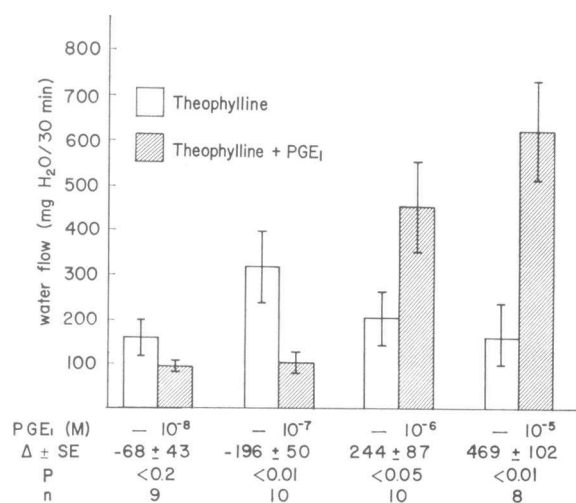 800
700
600
500
400
300
200
100
water flow (mg H₂O/30 min)
Theophylline
Theophylline + PGE₁
PGE₁ (M) — 10⁻⁸ — 10⁻⁷ — 10⁻⁶ — 10⁻⁵
Δ ± SE -68 ± 43 -196 ± 50 244 ± 87 469 ± 102
P <0.2 <0.01 <0.05 <0.01
n 9 10 10 8